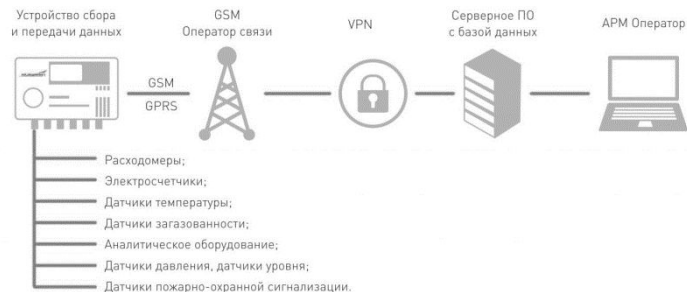 Устройство сбора
и передачи данных
GSM
Оператор связи
VPN
Серверное ПО
с базой данных
АРМ Оператор
GSM
GPRS
Расходомеры;
Электросчетчики;
Датчики температуры;
Датчики загазованности;
Аналитическое оборудование;
Датчики давления, датчики уровня;
Датчики пожарно-охранной сигнализации.